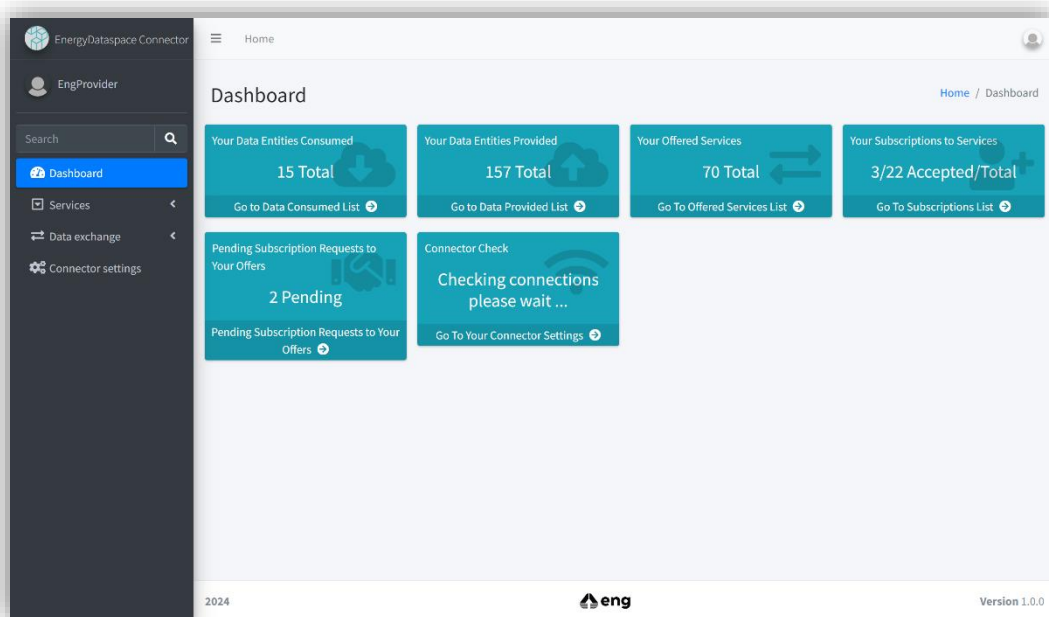 EnergyDataspace Connector
Home
EngProvider
Search
Dashboard
Services
Data exchange
Connector settings
Dashboard
Home / Dashboard
Your Data Entities Consumed
15 Total
Go to Data Consumed List
Your Data Entities Provided
157 Total
Go to Data Provided List
Your Offered Services
70 Total
Go To Offered Services List
Your Subscriptions to Services
3/22 Accepted/Total
Go To Subscriptions List
Pending Subscription Requests to
Your Offers
2 Pending
Pending Subscription Requests to Your
Offers
Connector Check
Checking connections
please wait ...
Go To Your Connector Settings
2024
eng
Version 1.0.0